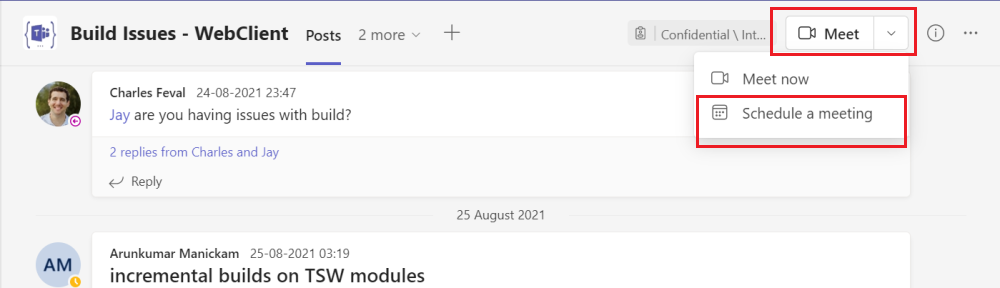 Build Issues - WebClient Posts 2 more Confidential \ Int... Meet
Meet now
Schedule a meeting
Charles Feval 24-08-2021 23:47
Jay are you having issues with build?
2 replies from Charles and Jay
Reply
25 August 2021
AM Arunkumar Manickam 25-08-2021 03:19
incremental builds on TSW modules